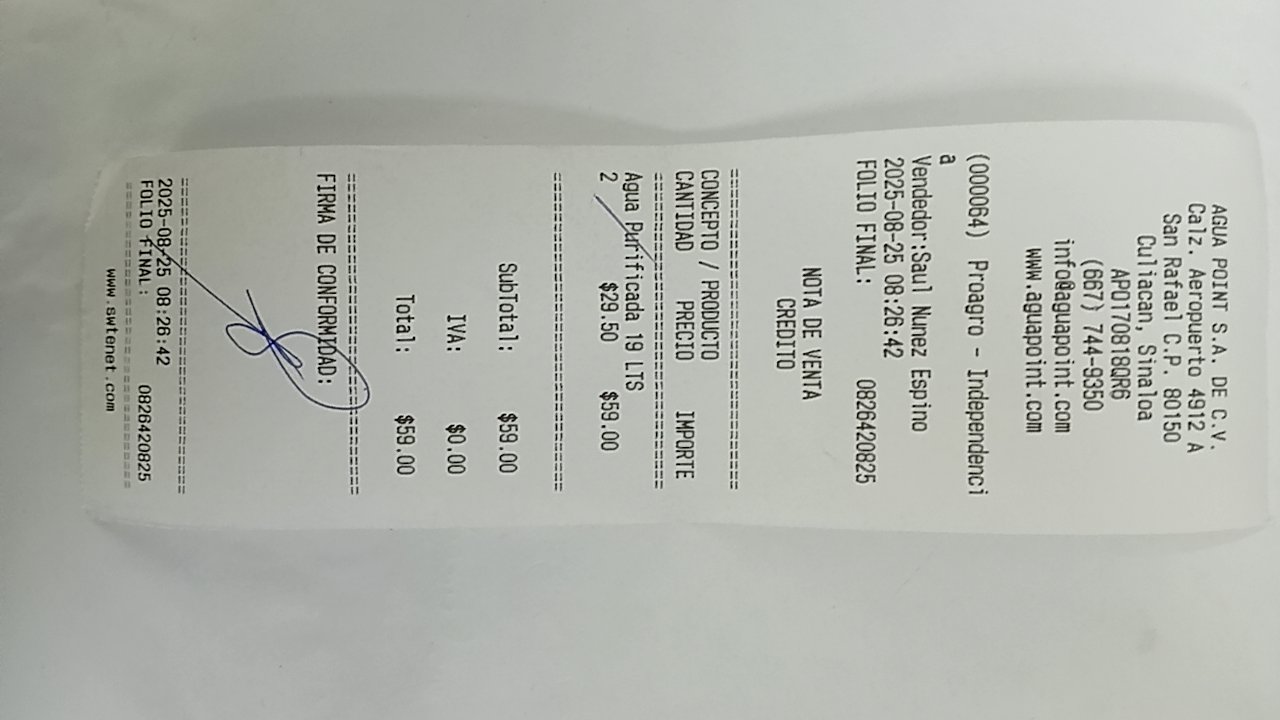 AGUA POINT S.A. DE C.V.
Calz. Aeropuerto 4912 A
San Rafael C.P. 80150
Culiacan, Sinaloa
APO170818QR6
(667) 744-9350
info@aguapoint.com
www.aguapoint.com
(000064) Proagro - Independenci
a
Vendedor:Saul Nunez Espino
2025-08-25 08:26:42
FOLIO FINAL: 0826420825
NOTA DE VENTA
CREDITO
===============================
CONCEPTO / PRODUCTO
CANTIDAD PRECIO IMPORTE
===============================
Agua Purificada 19 LTS
2 $29.50 $59.00
===============================
SubTotal: $59.00
IVA: $0.00
Total: $59.00
===============================
FIRMA DE CONFORMIDAD:
===============================
2025-08-25 08:26:42
FOLIO FINAL: 0826420825
===============================
www.swtenet.com